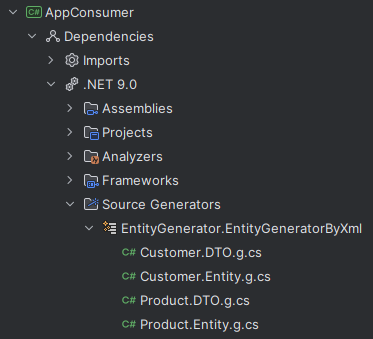 C# AppConsumer
Dependencies
Imports
.NET 9.0
Assemblies
Projects
Analyzers
Frameworks
Source Generators
EntityGenerator.EntityGeneratorByXml
C# Customer.DTO.g.cs
C# Customer.Entity.g.cs
C# Product.DTO.g.cs
C# Product.Entity.g.cs